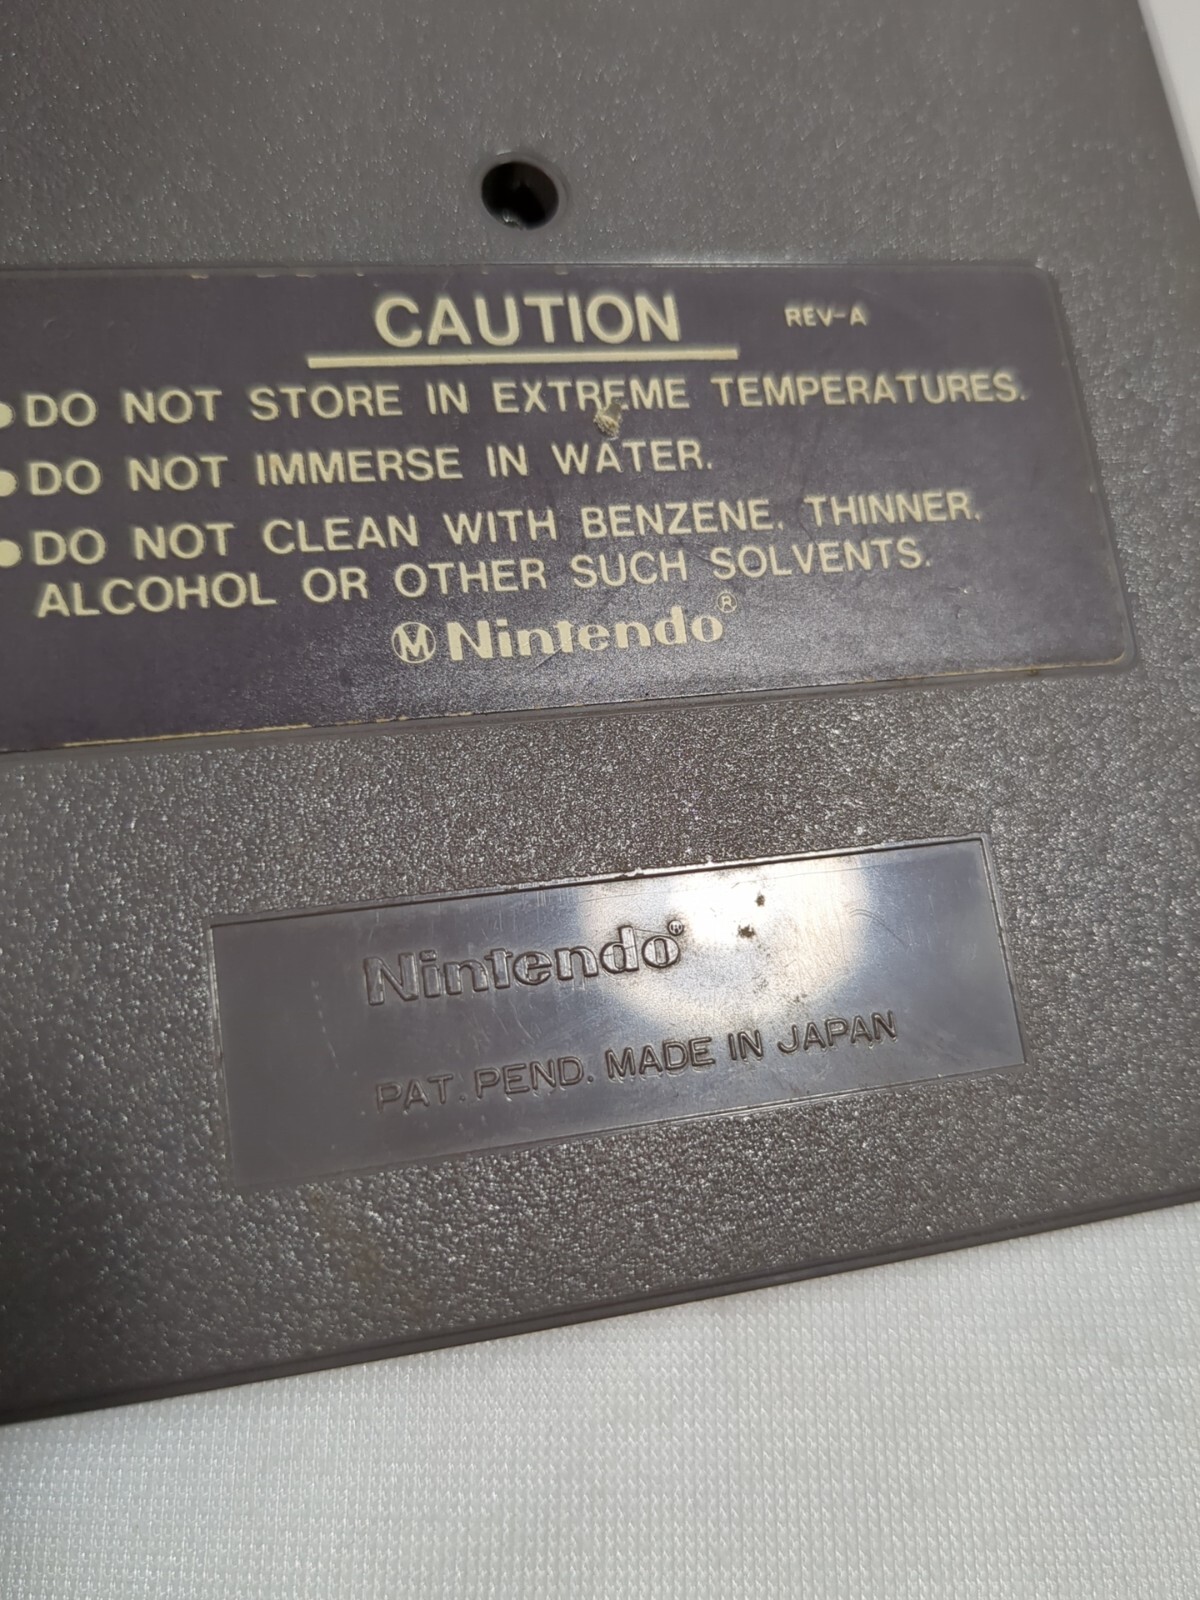 CAUTION REV-A
●DO NOT STORE IN EXTREME TEMPERATURES.
●DO NOT IMMERSE IN WATER.
●DO NOT CLEAN WITH BENZENE, THINNER,
ALCOHOL OR OTHER SUCH SOLVENTS.
Ⓜ Nintendo®
Nintendo®
PAT. PEND. MADE IN JAPAN